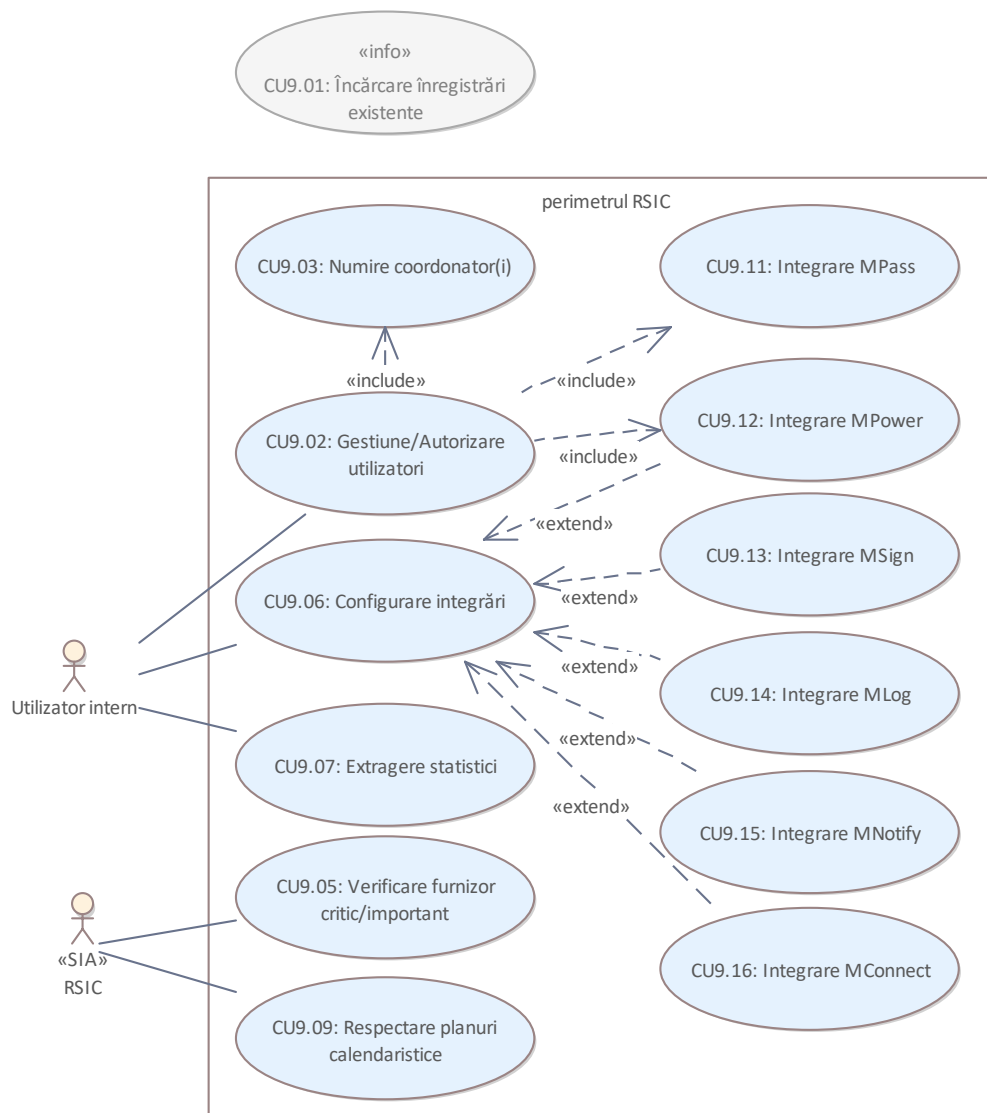 «info»
CU9.01: Încărcare înregistrări
existente
perimetrul RSIC
CU9.03: Numire coordonator(i)
CU9.11: Integrare MPass
«include»
«include»
CU9.02: Gestiune/Autorizare
utilizatori
CU9.12: Integrare MPower
«include»
«extend»
CU9.06: Configurare integrări
CU9.13: Integrare MSign
«extend»
Utilizator intern
«extend»
CU9.14: Integrare MLog
CU9.07: Extragere statistici
«extend»
«extend»
CU9.15: Integrare MNotify
CU9.05: Verificare furnizor
critic/important
«SIA»
RSIC
CU9.16: Integrare MConnect
CU9.09: Respectare planuri
calendaristice